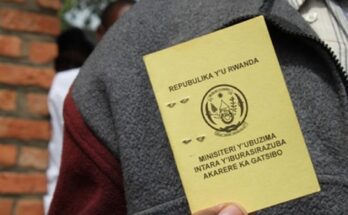 REPUBULIKA Y'U RWANDA
MINISITERI Y'UBUZIMA
INTARA Y'IBURASIRAZUBA
AKARERE KA GATSIBO